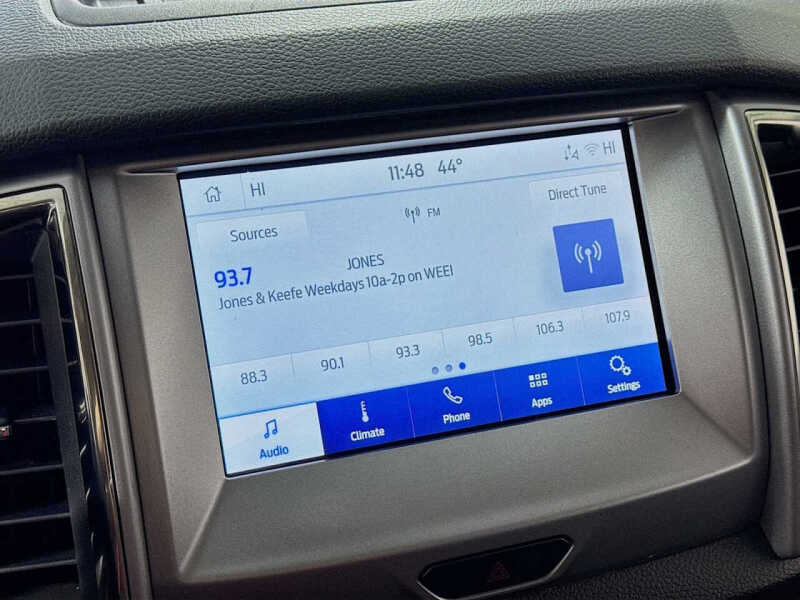 HI 11:48 44° HI
FM
Sources Direct Tune
93.7 JONES
Jones & Keefe Weekdays 10a-2p on WEEI
88.3 90.1 93.3 98.5 106.3 107.9
Audio Climate Phone Apps Settings